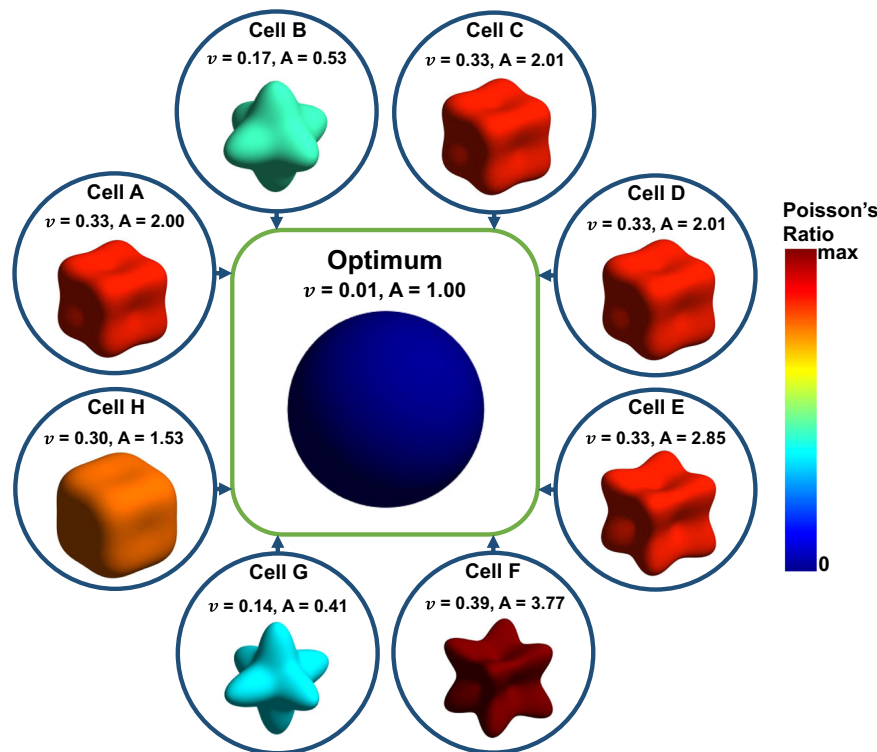 Cell B
𝜈 = 0.17, A = 0.53
Cell C
𝜈 = 0.33, A = 2.01
Cell A
𝜈 = 0.33, A = 2.00
Cell D
𝜈 = 0.33, A = 2.01
Optimum
𝜈 = 0.01, A = 1.00
Cell H
𝜈 = 0.30, A = 1.53
Cell E
𝜈 = 0.33, A = 2.85
Cell G
𝜈 = 0.14, A = 0.41
Cell F
𝜈 = 0.39, A = 3.77
Poisson's
Ratio
max
0